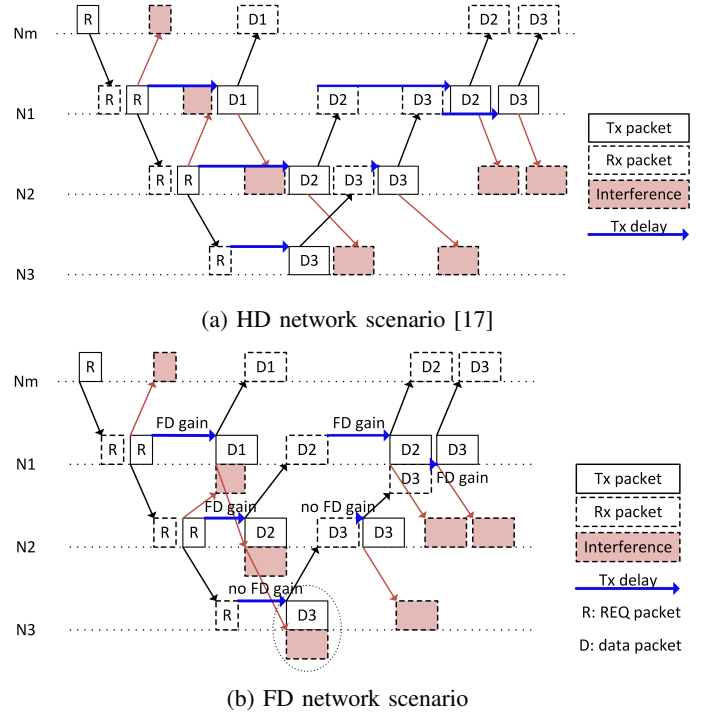 Nm R D1 D2 D3
R R D1 D2 D3 D2 D3
N1
Tx packet
Rx packet
R R D2 D3 D3
N2
Interference
Tx delay
R D3
N3
(a) HD network scenario [17]
Nm R D1 D2 D3
FD gain FD gain
R R D1 D2 D2 D3
N1
D3 FD gain
Tx packet
FD gain no FD gain
Rx packet
R R D2 D3 D3
N2
Interference
no FD gain
Tx delay
R D3
R: REQ packet
N3
D: data packet
(b) FD network scenario